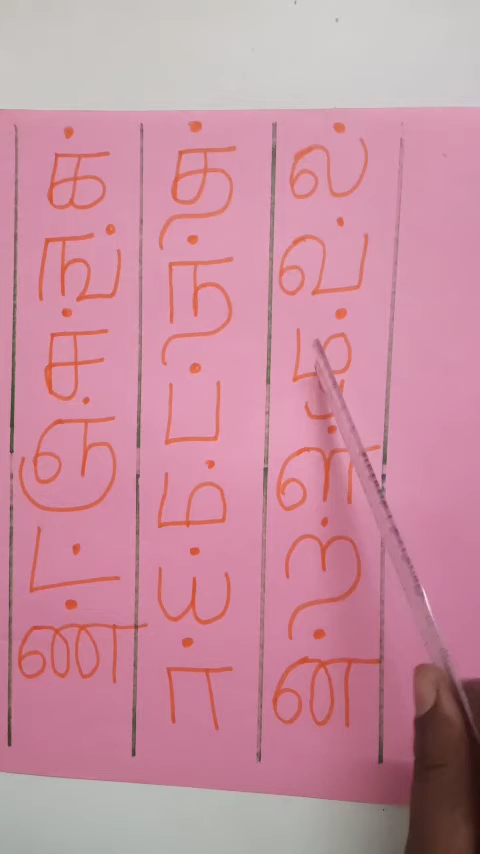 க் ங் ச் ஞ் ட் ண்
த் ந் ப் ம் ய் ர்
ல் வ் ழ் ள் ற் ன்